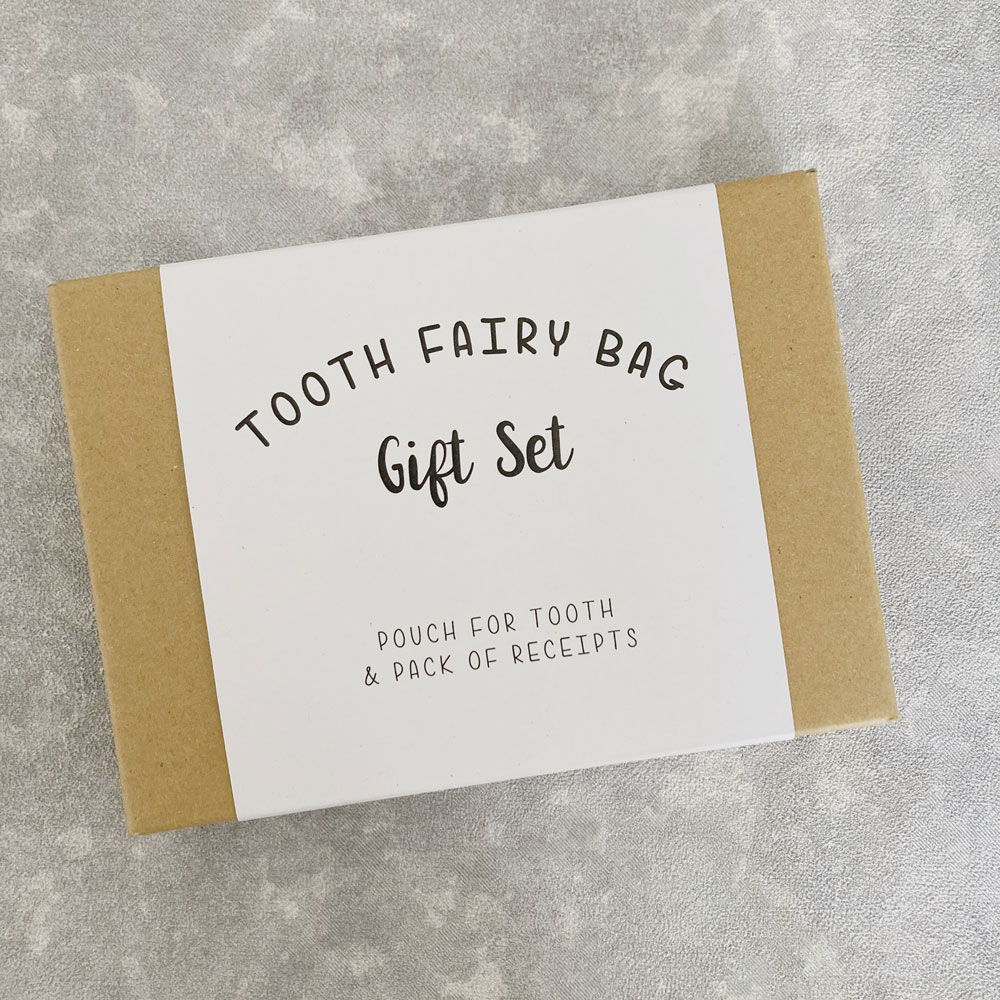 TOOTH FAIRY BAG
Gift Set
POUCH FOR TOOTH
& PACK OF RECEIPTS